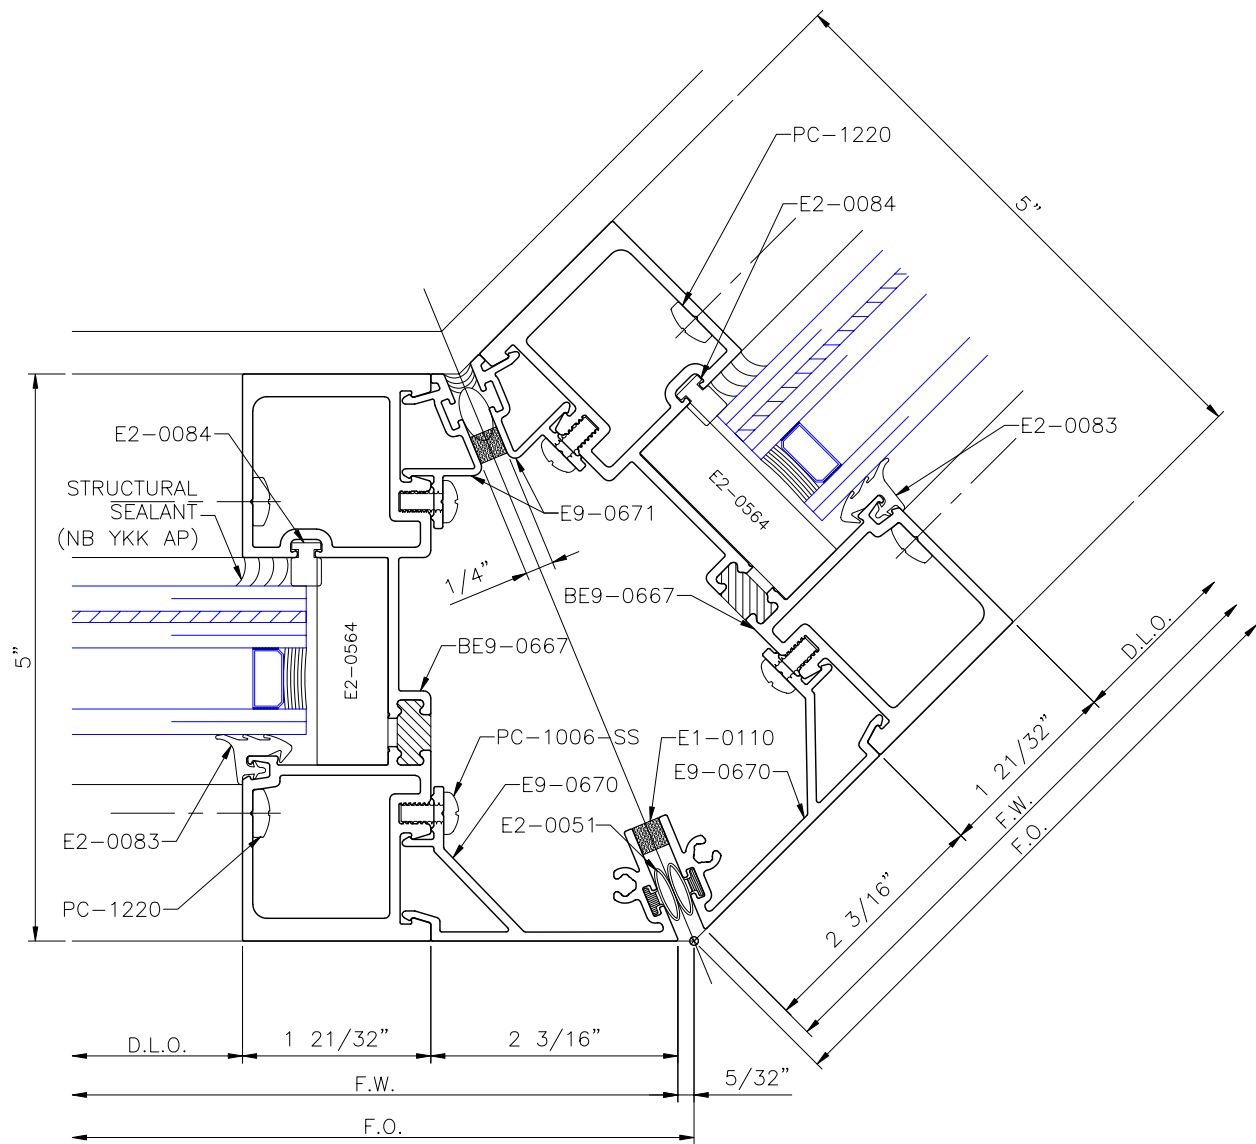 PC-1220
5”
E2-0084
E2-0083
E2-0084
STRUCTURAL
SEALANT
(NB YKK AP)
E2-0564
E9-0671
1/4”
BE9-0667
D.L.O.
5”
E2-0564
BE9-0667
PC-1006-SS
E1-0110
E9-0670
1 21/32”
F.W.
F.O.
E9-0670
E2-0051
E2-0083
PC-1220
2 3/16”
D.L.O.
1 21/32”
2 3/16”
5/32”
F.W.
F.O.